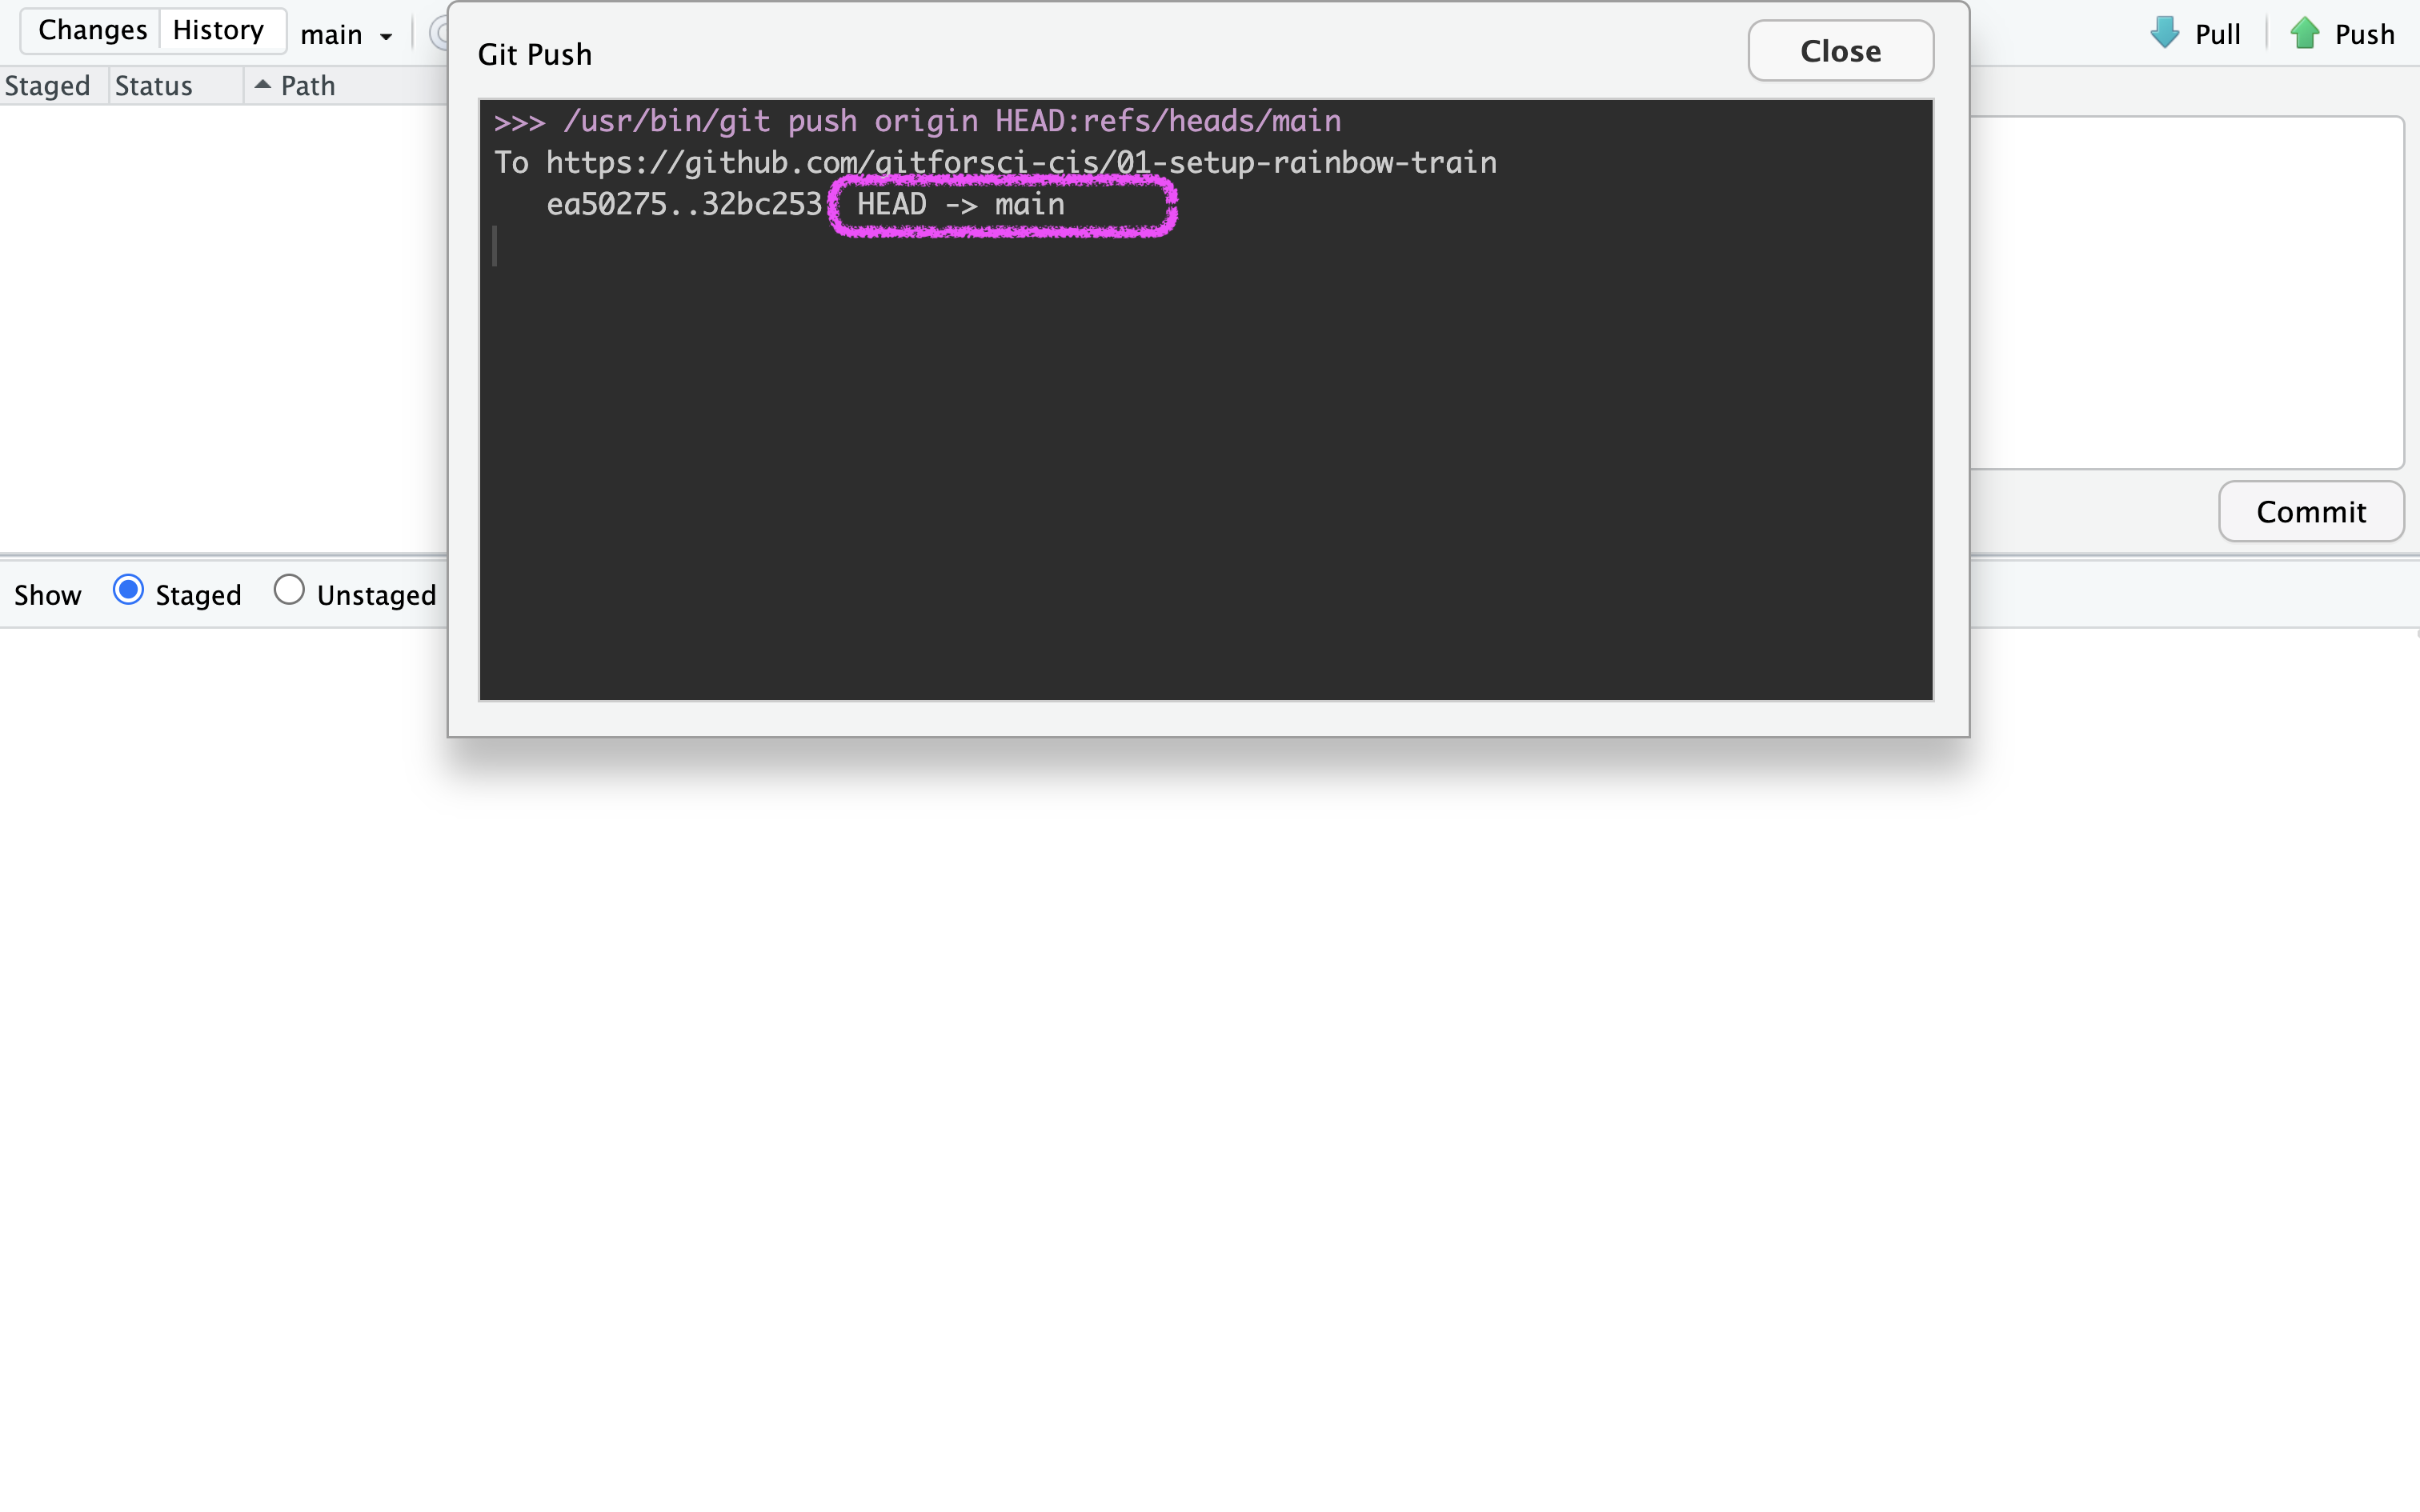 Changes History main Pull Push
Staged Status Path
Git Push
Close
>>> /usr/bin/git push origin HEAD:refs/heads/main
To https://github.com/gitforsci-cis/01-setup-rainbow-train
ea50275..32bc253 HEAD -> main
Commit
Show Staged Unstaged